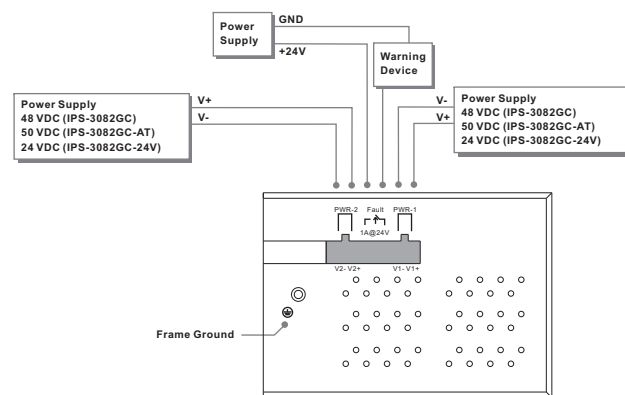 GND
Power
Supply
+24V
Warning
Device
Power Supply
48 VDC (IPS-3082GC)
50 VDC (IPS-3082GC-AT)
24 VDC (IPS-3082GC-24V)
V+
V-
V-
V+
Power Supply
48 VDC (IPS-3082GC)
50 VDC (IPS-3082GC-AT)
24 VDC (IPS-3082GC-24V)
PWR-2 Fault PWR-1
1A@24V
V2- V2+ V1- V1+
Frame Ground